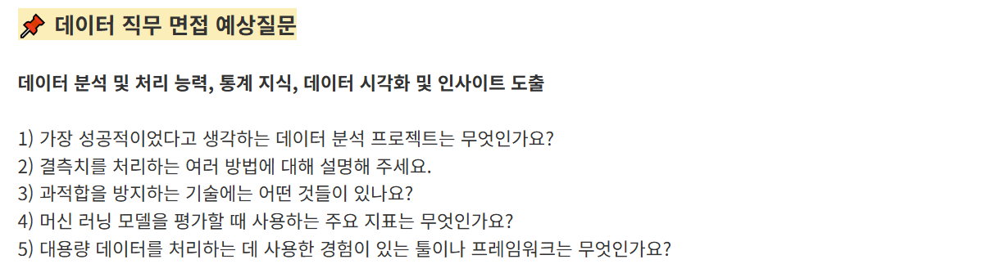 📌 데이터 직무 면접 예상질문
데이터 분석 및 처리 능력, 통계 지식, 데이터 시각화 및 인사이트 도출
1) 가장 성공적이었다고 생각하는 데이터 분석 프로젝트는 무엇인가요?
2) 결측치를 처리하는 여러 방법에 대해 설명해 주세요.
3) 과적합을 방지하는 기술에는 어떤 것들이 있나요?
4) 머신 러닝 모델을 평가할 때 사용하는 주요 지표는 무엇인가요?
5) 대용량 데이터를 처리하는 데 사용한 경험이 있는 툴이나 프레임워크는 무엇인가요?